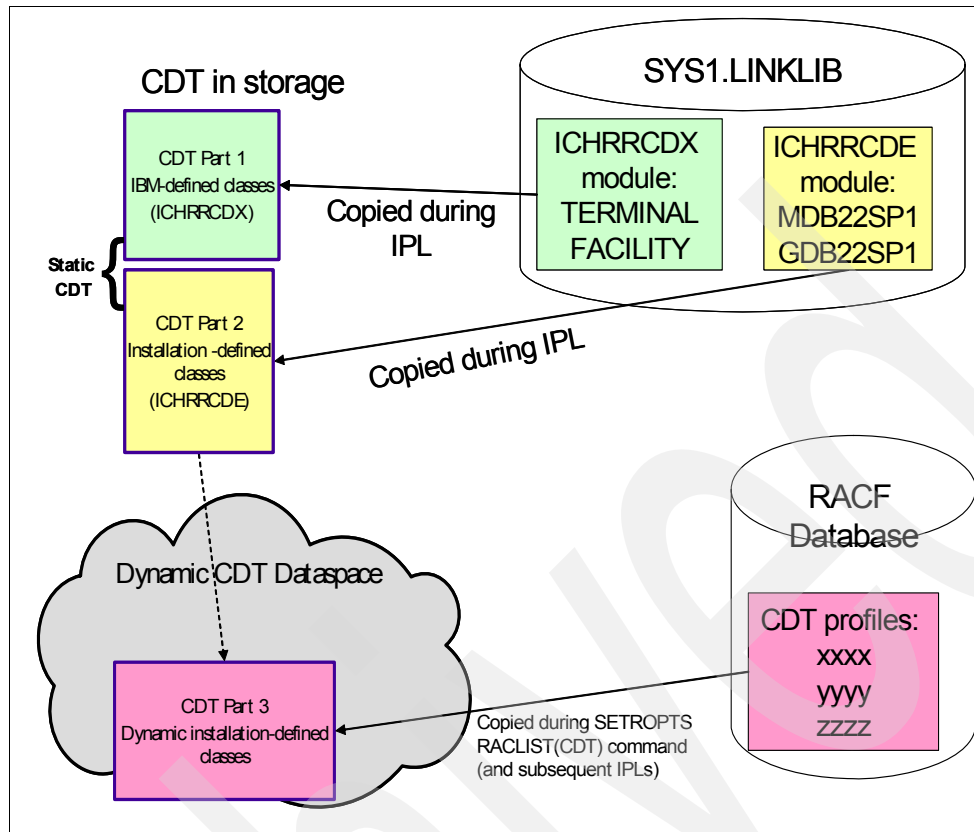 CDT in storage
SYS1.LINKLIB
CDT Part 1
IBM-defined classes
(ICHRRCDX)
ICHRRCDX
module:
TERMINAL
FACILITY
ICHRRCDE
module:
MDB22SP1
GDB22SP1
Copied during
IPL
Static
CDT
{
CDT Part 2
Installation -defined
classes
(ICHRRCDE)
Copied during IPL
RACF
Database
Dynamic CDT Dataspace
CDT profiles:
xxxx
yyyy
zzzz
CDT Part 3
Dynamic installation-defined
classes
Copied during SETROPTS
RACLIST(CDT) command
(and subsequent IPLs)